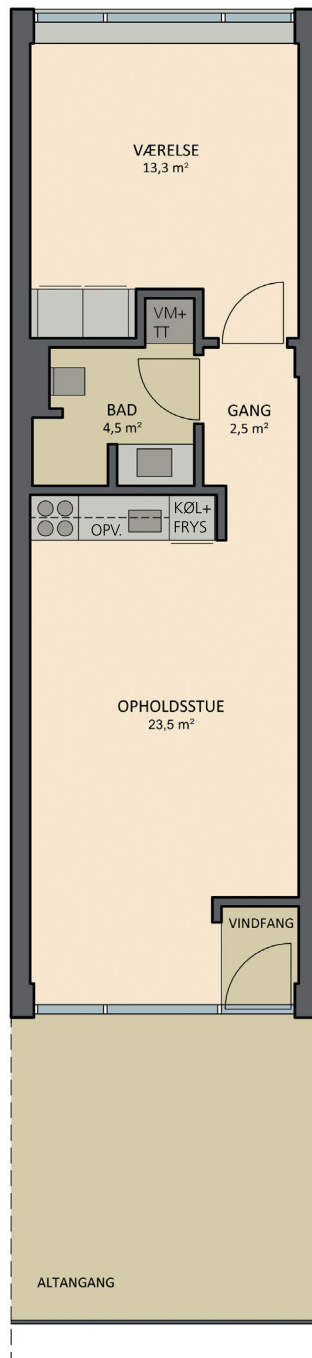 VÆRELSE
13,3 m²
VM+
TT
BAD
4,5 m²
GANG
2,5 m²
OPV.
KØL+
FRYS
OPHOLDSSTUE
23,5 m²
VINDFANG
ALTANGANG